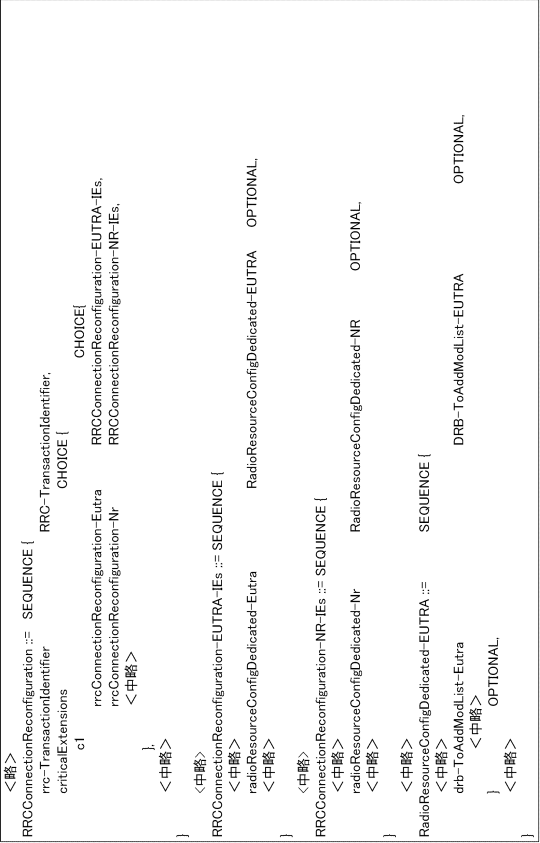 ＜略＞
RRCConnectionReconfiguration ::= SEQUENCE {
rrc-TransactionIdentifier RRC-TransactionIdentifier,
criticalExtensions CHOICE {
c1 CHOICE{
rrcConnectionReconfiguration-Eutra RRCConnectionReconfiguration-EUTRA-IEs,
rrcConnectionReconfiguration-Nr RRCConnectionReconfiguration-NR-IEs,
＜中略＞
},
＜中略＞
}
＜中略＞
RRCConnectionReconfiguration-EUTRA-IEs ::= SEQUENCE {
＜中略＞
radioResourceConfigDedicated-Eutra RadioResourceConfigDedicated-EUTRA OPTIONAL,
＜中略＞
}
＜中略＞
RRCConnectionReconfiguration-NR-IEs ::= SEQUENCE {
＜中略＞
radioResourceConfigDedicated-Nr RadioResourceConfigDedicated-NR OPTIONAL,
＜中略＞
}
＜中略＞
RadioResourceConfigDedicated-EUTRA ::= SEQUENCE {
＜中略＞
drb-ToAddModList-Eutra DRB-ToAddModList-EUTRA OPTIONAL,
＜中略＞
} OPTIONAL,
＜中略＞
}